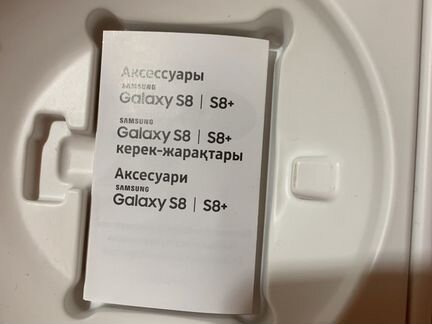 Аксессуары
SAMSUNG
Galaxy S8 | S8+
SAMSUNG
Galaxy S8 | S8+
керек-жарақтары
Аксесуари
SAMSUNG
Galaxy S8 | S8+